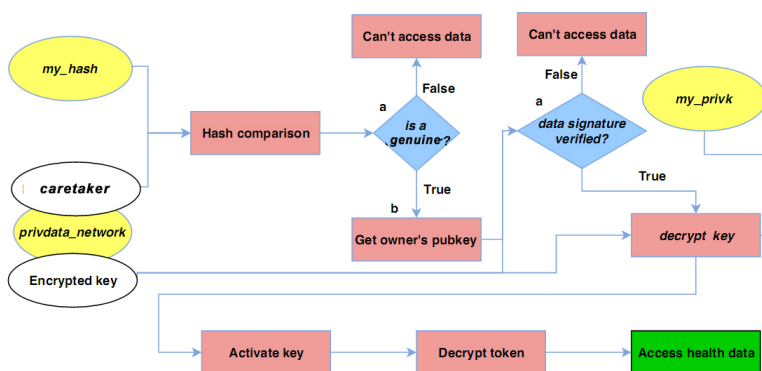 Can't access data
Can't access data
False
False
my_hash
a
a
my_privk
Hash comparison
is a
genuine?
data signature
verified?
True
True
caretaker
b
privdata_network
Get owner's pubkey
decrypt key
Encrypted key
Activate key
Decrypt token
Access health data